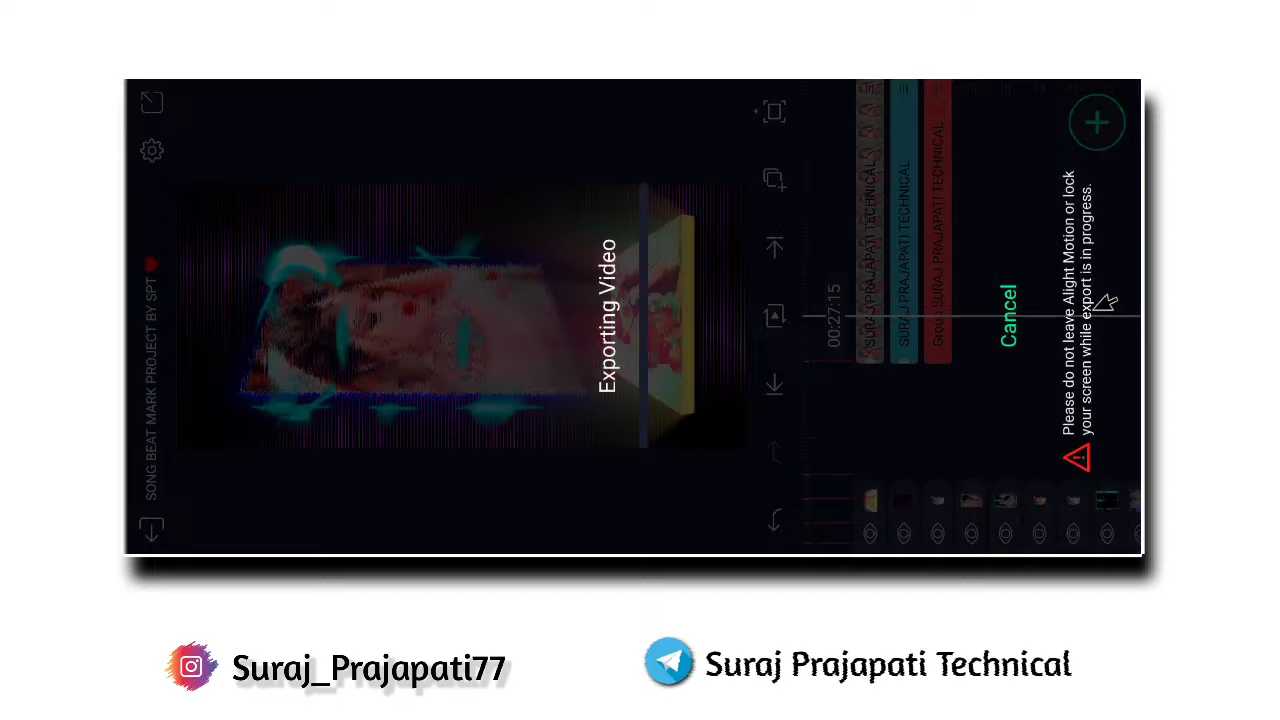 SONG BEAT MARK PROJECT BY SPT
Exporting Video
00:27:15
SURAJ PRAJAPATI TECHNICAL
SURAJ PRAJAPATI TECHNICAL
Group SURAJ PRAJAPATI TECHNICAL
Cancel
Please do not leave Alight Motion or lock
your screen while export is in progress.
Suraj_Prajapati77
Suraj Prajapati Technical